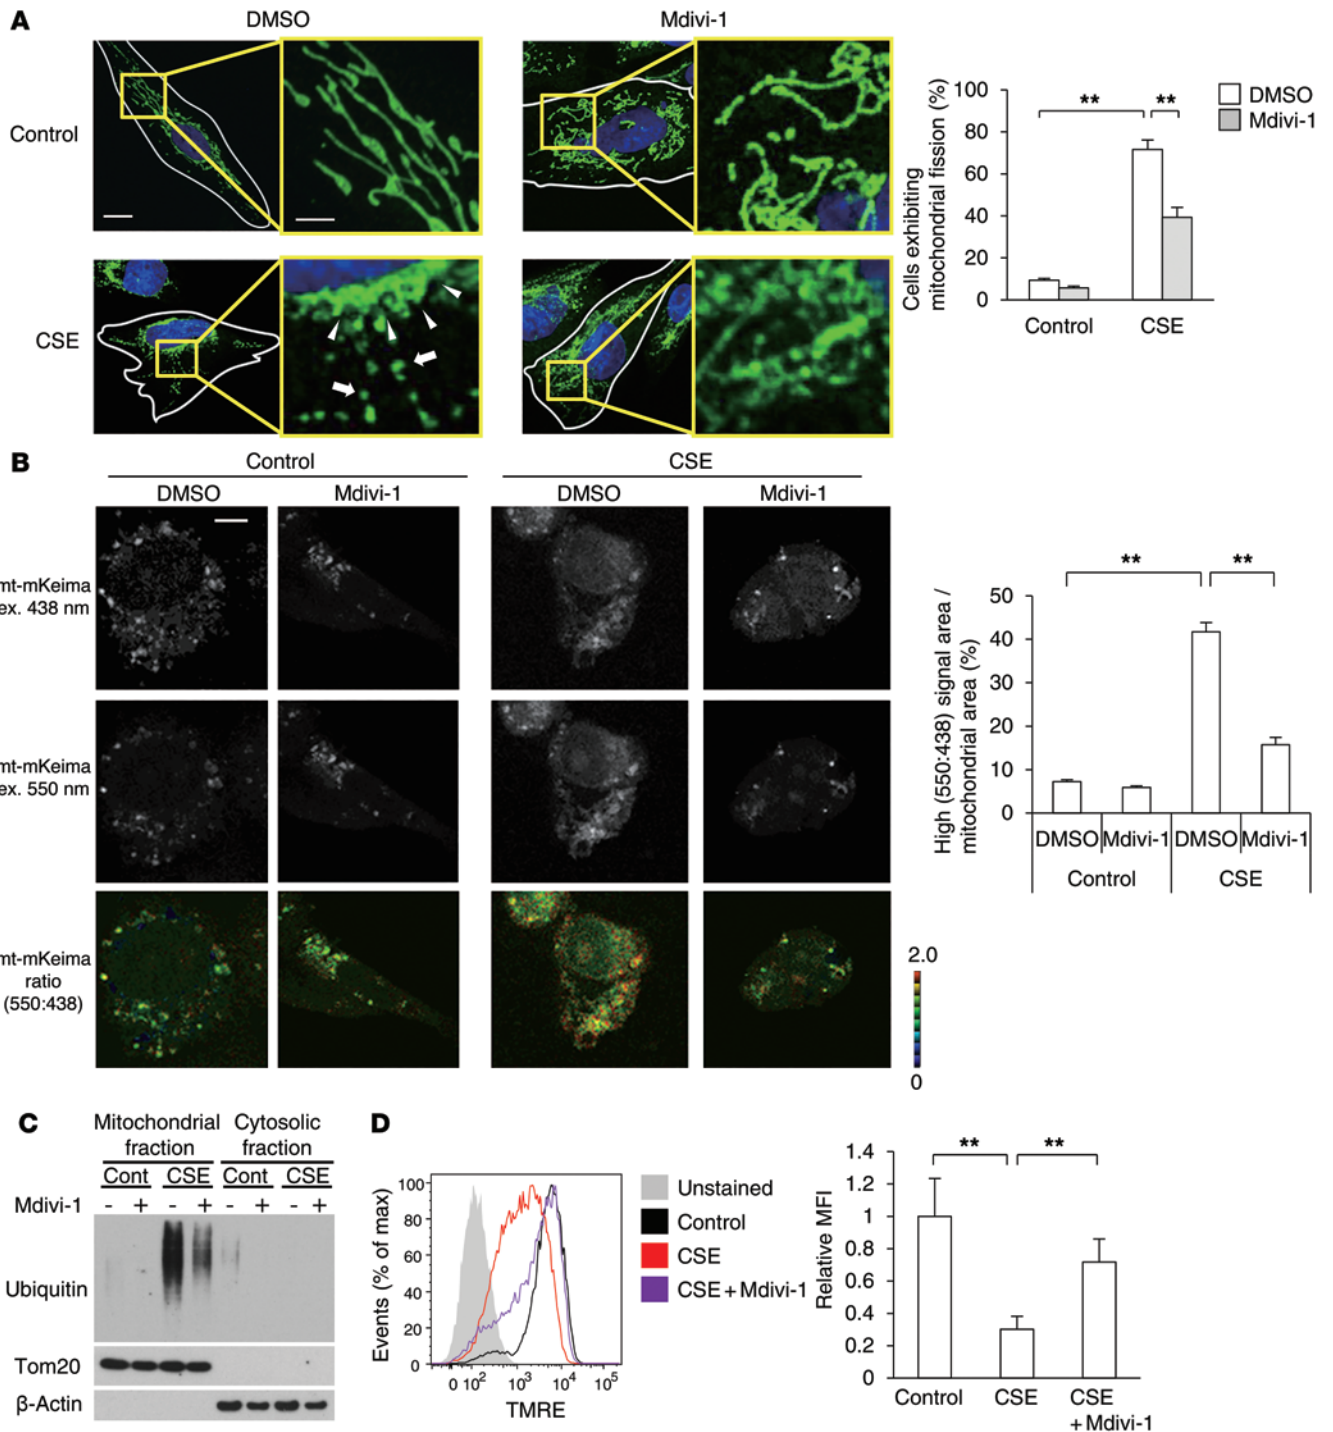 A
DMSO
Mdivi-1
Control
CSE
Cells exhibiting
mitochondrial fission (%)
100
80
60
40
20
0
**
**
DMSO
Mdivi-1
Control
CSE
B
Control
CSE
DMSO
Mdivi-1
DMSO
Mdivi-1
mt-mKeima
ex. 438 nm
mt-mKeima
ex. 550 nm
mt-mKeima
ratio
(550:438)
2.0
0
High (550:438) signal area /
mitochondrial area (%)
50
40
30
20
10
0
**
**
DMSO
Mdivi-1
DMSO
Mdivi-1
Control
CSE
C
Mitochondrial
fraction
Cytosolic
fraction
Cont
CSE
Cont
CSE
Mdivi-1
- + - + - + - +
Ubiquitin
Tom20
β-Actin
D
Events (% of max)
100
80
60
40
20
0
0 10² 10³ 10⁴ 10⁵
TMRE
Unstained
Control
CSE
CSE + Mdivi-1
Relative MFI
1.4
1.2
1
0.8
0.6
0.4
0.2
0
**
**
Control
CSE
CSE
+ Mdivi-1